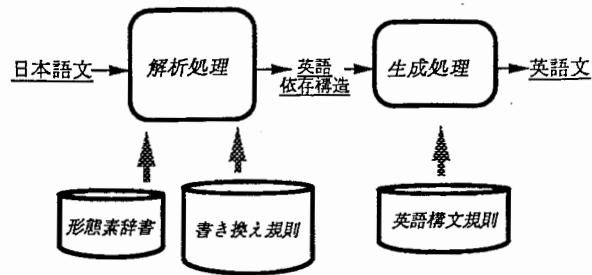 日本語文
解析処理
英語
依存構造
生成処理
英語文
形態素辞書
書き換え規則
英語構文規則